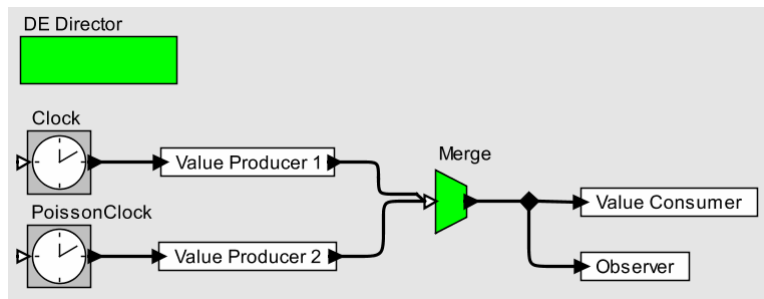 DE Director
Clock
Value Producer 1
Merge
Value Consumer
PoissonClock
Value Producer 2
Observer